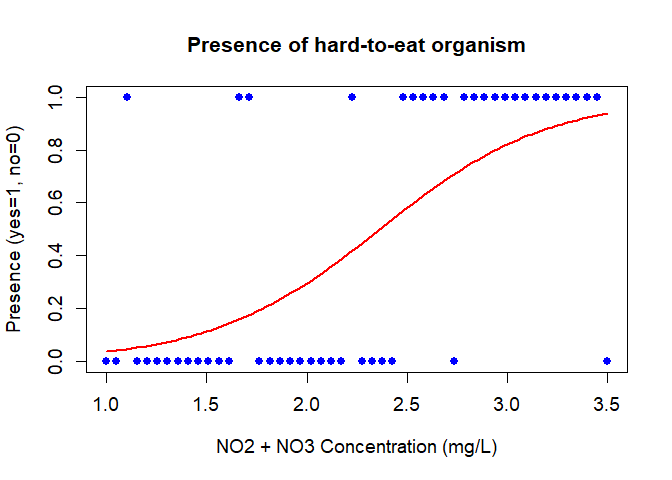 Presence of hard-to-eat organism
Presence (yes=1, no=0)
1.0
0.8
0.6
0.4
0.2
0.0
1.0 1.5 2.0 2.5 3.0 3.5
NO2 + NO3 Concentration (mg/L)